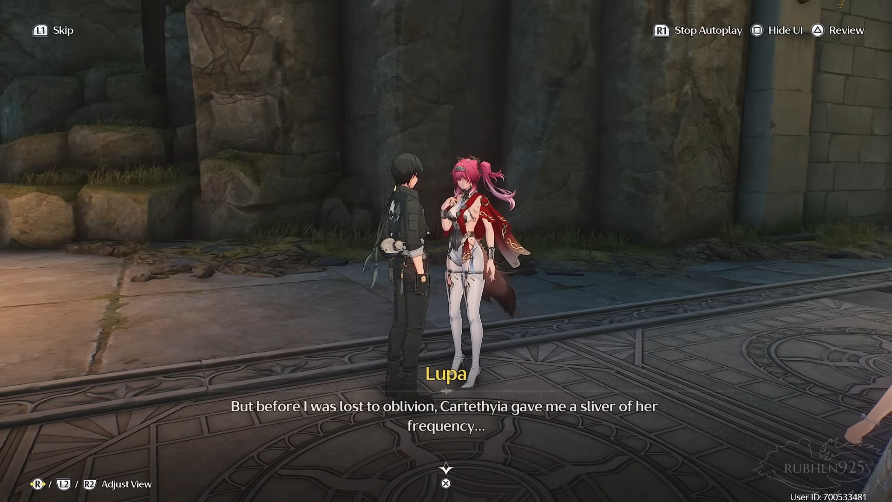 L1 Skip
R1 Stop Autoplay Hide UI Review
Lupa
But before I was lost to oblivion, Cartethyia gave me a sliver of her
frequency...
R / L2 / R2 Adjust View
RUBHEN925
User ID: 700533481